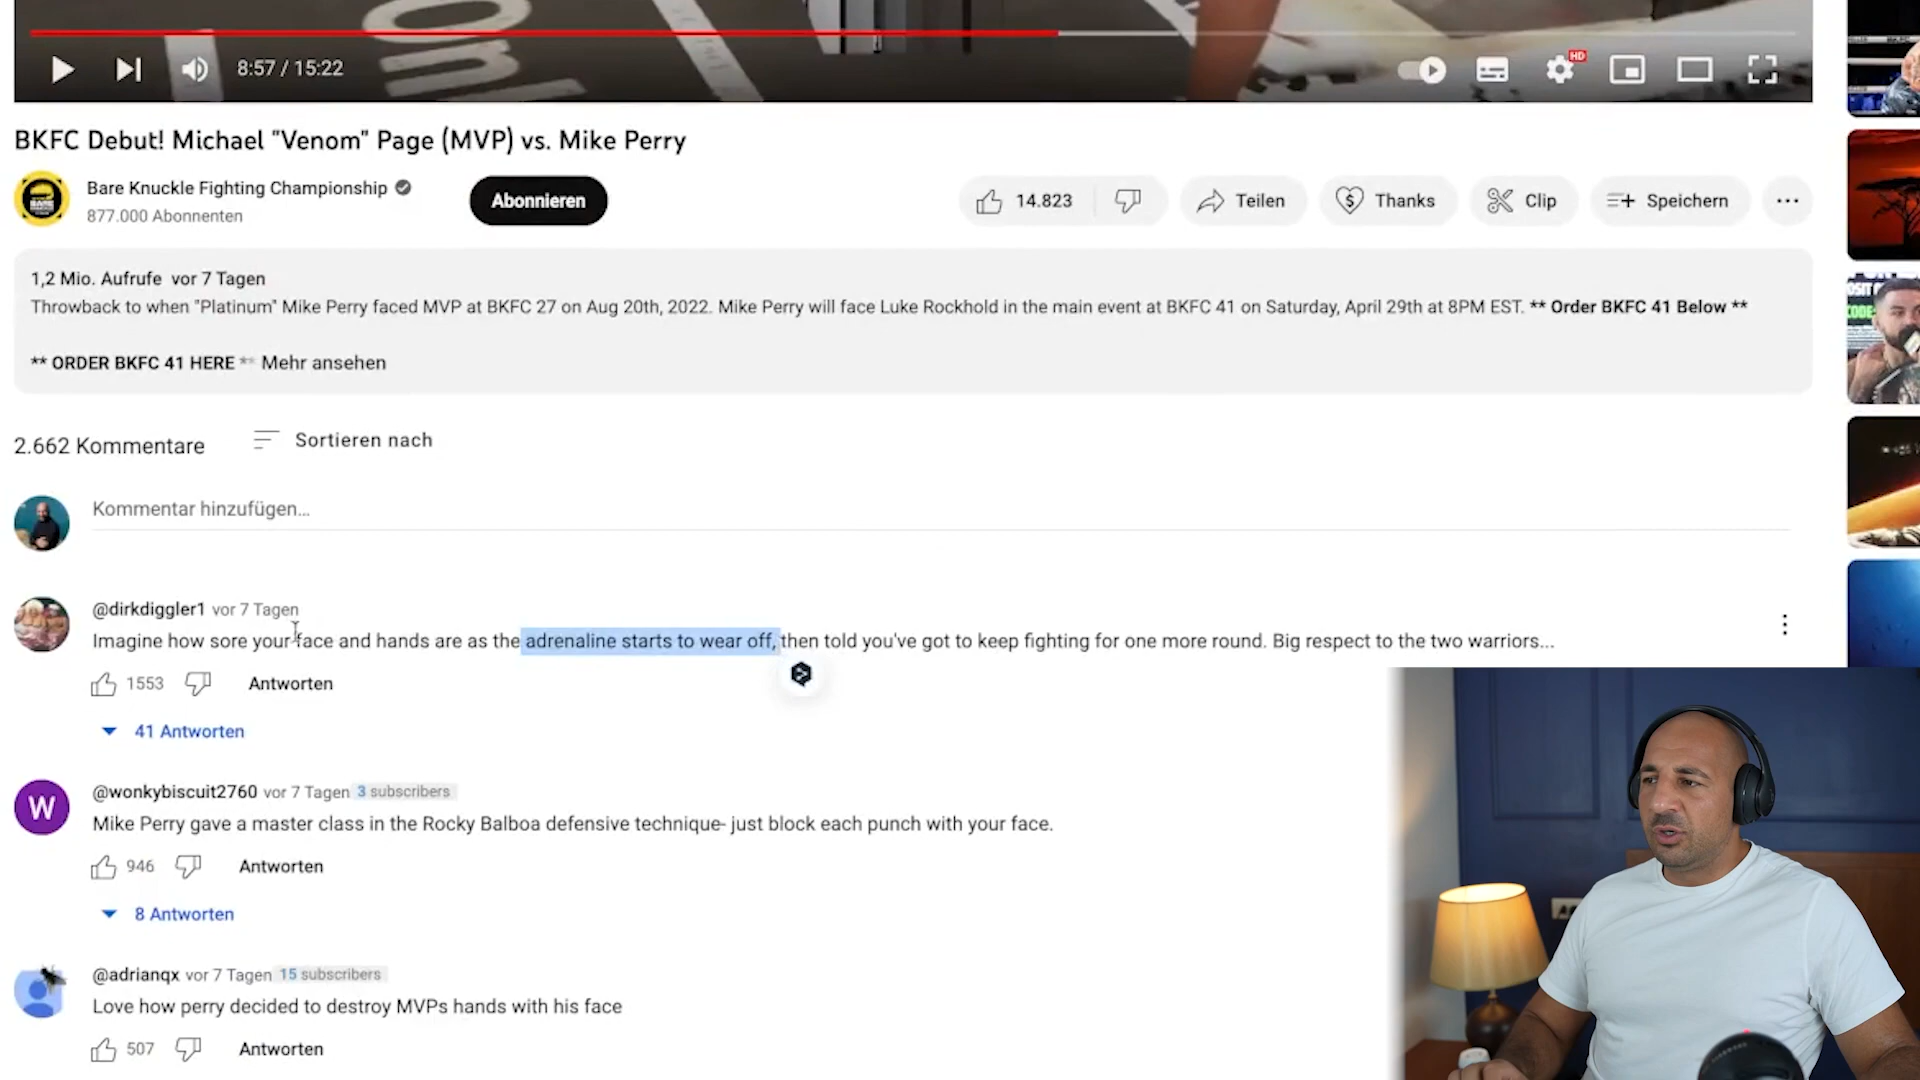 8:57 / 15:22
HD
BKFC Debut! Michael "Venom" Page (MVP) vs. Mike Perry
Bare Knuckle Fighting Championship
877.000 Abonnenten
Abonnieren
14.823
Teilen
Thanks
Clip
Speichern
1,2 Mio. Aufrufe vor 7 Tagen
Throwback to when "Platinum" Mike Perry faced MVP at BKFC 27 on Aug 20th, 2022. Mike Perry will face Luke Rockhold in the main event at BKFC 41 on Saturday, April 29th at 8PM EST. ** Order BKFC 41 Below **
** ORDER BKFC 41 HERE ** Mehr ansehen
2.662 Kommentare
Sortieren nach
Kommentar hinzufügen...
@dirkdiggler1 vor 7 Tagen
Imagine how sore your face and hands are as the adrenaline starts to wear off, then told you've got to keep fighting for one more round. Big respect to the two warriors...
1553
Antworten
41 Antworten
W
@wonkybiscuit2760 vor 7 Tagen 3 subscribers
Mike Perry gave a master class in the Rocky Balboa defensive technique- just block each punch with your face.
946
Antworten
8 Antworten
@adrianqx vor 7 Tagen 15 subscribers
Love how perry decided to destroy MVPs hands with his face
507
Antworten